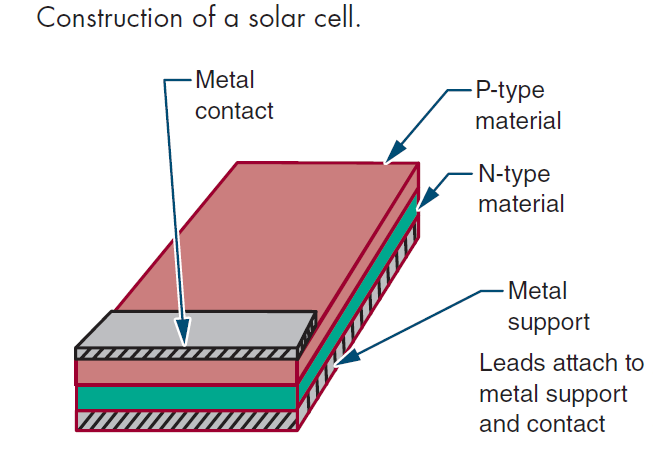 Construction of a solar cell.
Metal
contact
P-type
material
N-type
material
Metal
support
Leads attach to
metal support
and contact